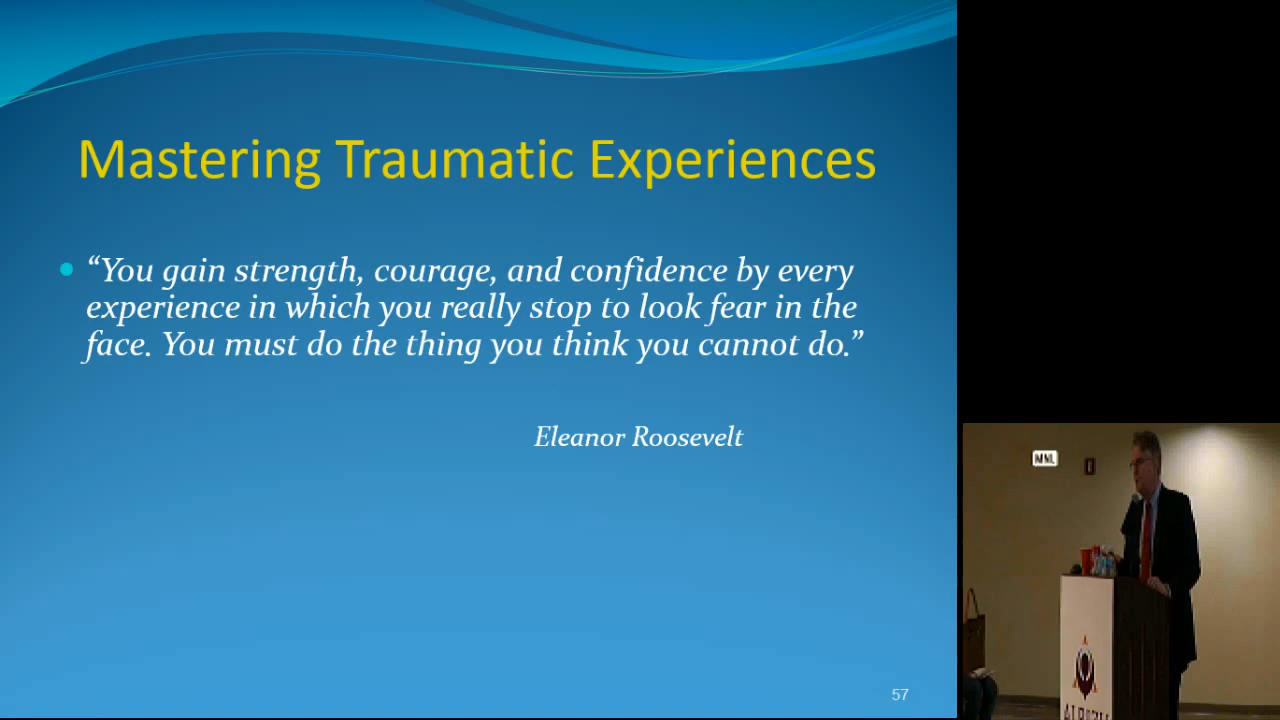 Mastering Traumatic Experiences
“You gain strength, courage, and confidence by every
experience in which you really stop to look fear in the
face. You must do the thing you think you cannot do.”
Eleanor Roosevelt
57
MNL